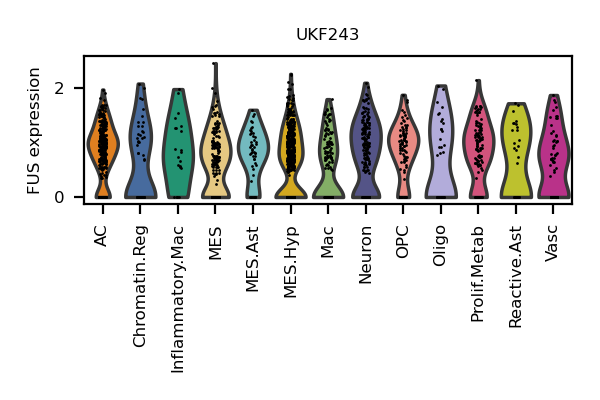 UKF243
FUS expression
2
0
AC
Chromatin.Reg
Inflammatory.Mac
MES
MES.Ast
MES.Hyp
Mac
Neuron
OPC
Oligo
Prolif.Metab
Reactive.Ast
Vasc